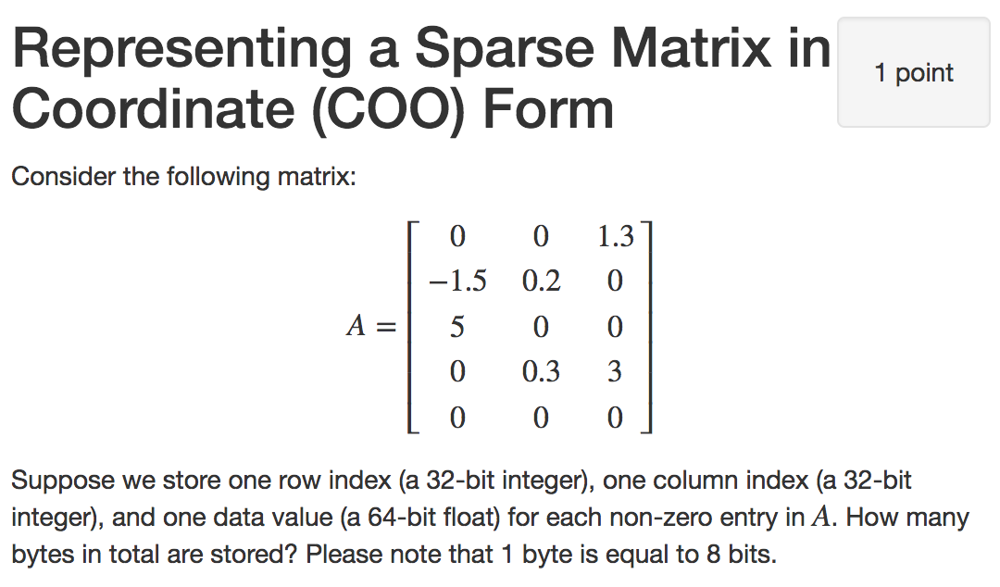 Representing a Sparse Matrix in
Coordinate (COO) Form
1 point
Consider the following matrix:
0 0 1.3
−1.5 0.2 0
A = 5 0 0
0 0.3 3
0 0 0
Suppose we store one row index (a 32-bit integer), one column index (a 32-bit
integer), and one data value (a 64-bit float) for each non-zero entry in A. How many
bytes in total are stored? Please note that 1 byte is equal to 8 bits.